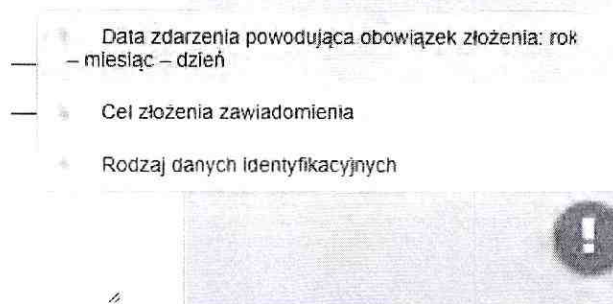 Data zdarzenia powodująca obowiązek złożenia: rok
– miesiąc – dzień
Cel złożenia zawiadomienia
Rodzaj danych identyfikacyjnych
!